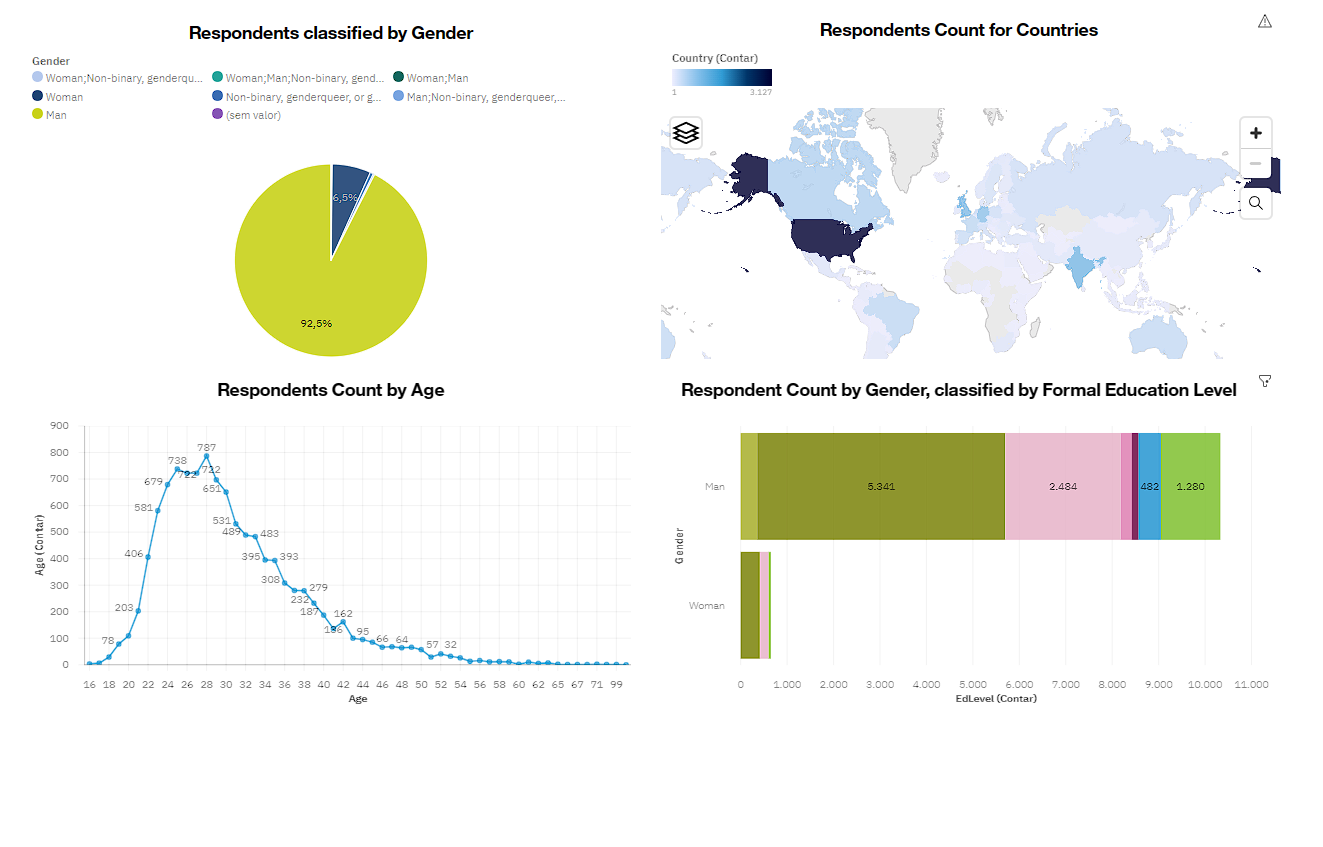 Respondents classified by Gender
Gender
Woman;Non-binary, genderqu...
Woman;Man;Non-binary, gend...
Woman;Man
Woman
Non-binary, genderqueer, or g...
Man;Non-binary, genderqueer,...
Man
(sem valor)
6,5%
92,5%
Respondents Count for Countries
Country (Contar)
1
3.127
Respondents Count by Age
Age (Contar)
900
800
700
600
500
400
300
200
100
0
78
203
406
581
679
738
722
722
787
651
531
489
483
395
393
308
279
232
187
136
162
95
66
64
57
32
16 18 20 22 24 26 28 30 32 34 36 38 40 42 44 46 48 50 52 54 56 58 60 62 65 67 71 99
Age
Respondent Count by Gender, classified by Formal Education Level
Gender
Man
5.341
2.484
482
1.280
Woman
0 1.000 2.000 3.000 4.000 5.000 6.000 7.000 8.000 9.000 10.000 11.000
EdLevel (Contar)